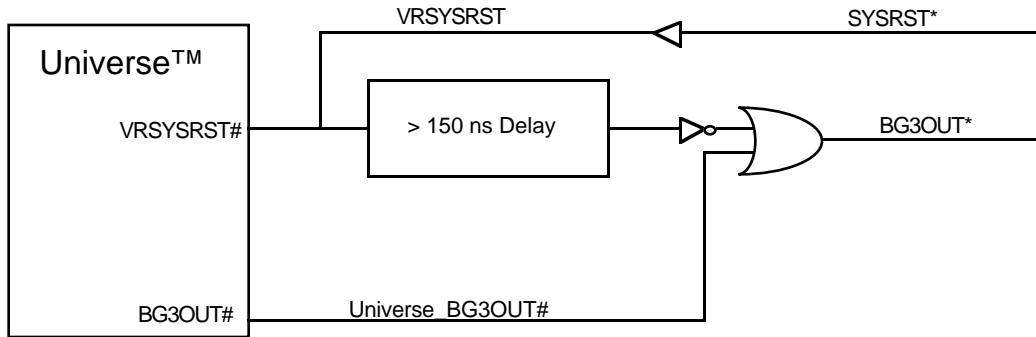 VRSYSRST
SYSRST*
Universe™
VRSYSRST#
> 150 ns Delay
BG3OUT*
BG3OUT#
Universe_BG3OUT#